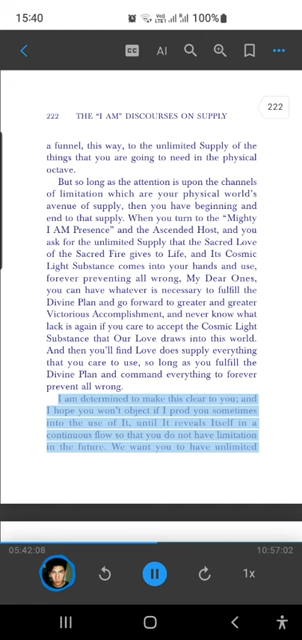 15:40
100%
CC AI
222
222 THE “I AM” DISCOURSES ON SUPPLY
a funnel, this way, to the unlimited Supply of the
things that you are going to need in the physical
octave.
But so long as the attention is upon the channels
of limitation which are your physical world’s
avenue of supply, then you have beginning and
end to that supply. When you turn to the “Mighty
I AM Presence” and the Ascended Host, and you
ask for the unlimited Supply that the Sacred Love
of the Sacred Fire gives to Life, and Its Cosmic
Light Substance comes into your hands and use,
forever preventing all wrong, My Dear Ones,
you can have whatever is necessary to fulfill the
Divine Plan and go forward to greater and greater
Victorious Accomplishment, and never know what
lack is again if you care to accept the Cosmic Light
Substance that Our Love draws into this world.
And then you’ll find Love does supply everything
that you care to use, so long as you fulfill the
Divine Plan and command everything to forever
prevent all wrong.
I am determined to make this clear to you; and
I hope you won’t object if I prod you sometimes
into the use of It, until It reveals Itself in a
continuous flow so that you do not have limitation
in the future. We want you to have unlimited
05:42:08 10:57:02
1x